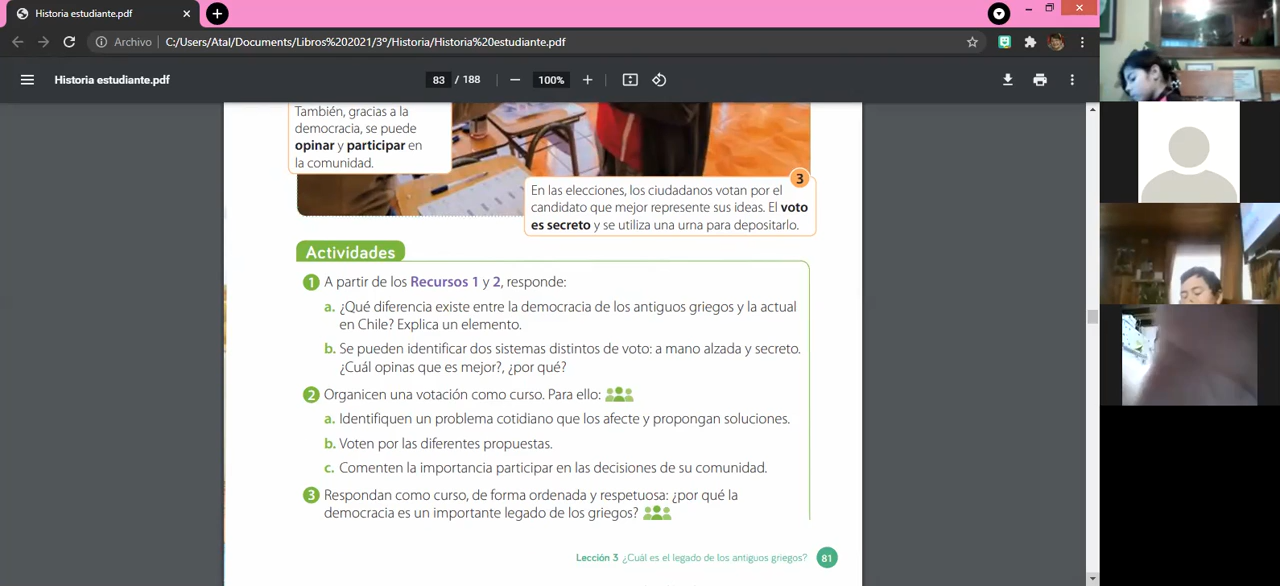 Historia estudiante.pdf
Archivo
C:/Users/Atal/Documents/Libros%202021/3º/Historia/Historia%20estudiante.pdf
Historia estudiante.pdf
83 / 188
100%
También, gracias a la
democracia, se puede
opinar y participar en
la comunidad.
3
En las elecciones, los ciudadanos votan por el
candidato que mejor represente sus ideas. El voto
es secreto y se utiliza una urna para depositarlo.
Actividades
1 A partir de los Recursos 1 y 2, responde:
a. ¿Qué diferencia existe entre la democracia de los antiguos griegos y la actual
en Chile? Explica un elemento.
b. Se pueden identificar dos sistemas distintos de voto: a mano alzada y secreto.
¿Cuál opinas que es mejor?, ¿por qué?
2 Organicen una votación como curso. Para ello:
a. Identifiquen un problema cotidiano que los afecte y propongan soluciones.
b. Voten por las diferentes propuestas.
c. Comenten la importancia participar en las decisiones de su comunidad.
3 Respondan como curso, de forma ordenada y respetuosa: ¿por qué la
democracia es un importante legado de los griegos?
Lección 3 ¿Cuál es el legado de los antiguos griegos? 81